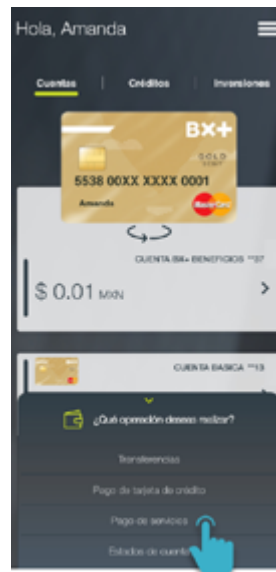 Hola, Amanda
Cuentas | Créditos | Inversiones
BX+
GOLD
5538 00XX XXXX 0001
Amanda
MasterCard
CUENTA BX+ BENEFICIOS **37
$ 0.01 MXN
CUENTA BASICA **13
¿Qué operación deseas realizar?
Transferencias
Pago de tarjeta de crédito
Pago de servicios
Estados de cuenta